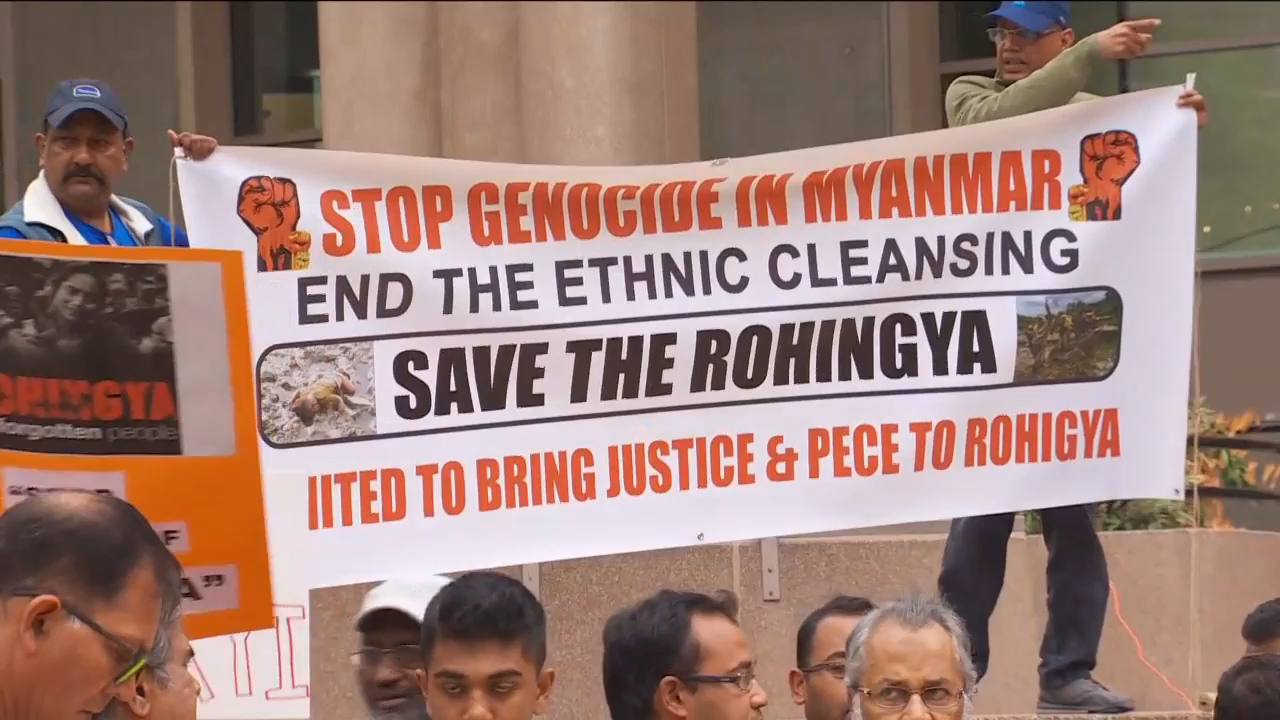 STOP GENOCIDE IN MYANMAR
END THE ETHNIC CLEANSING
SAVE THE ROHINGYA
IITED TO BRING JUSTICE & PECE TO ROHIGYA
OHINGYA
forgotten people
F
A”